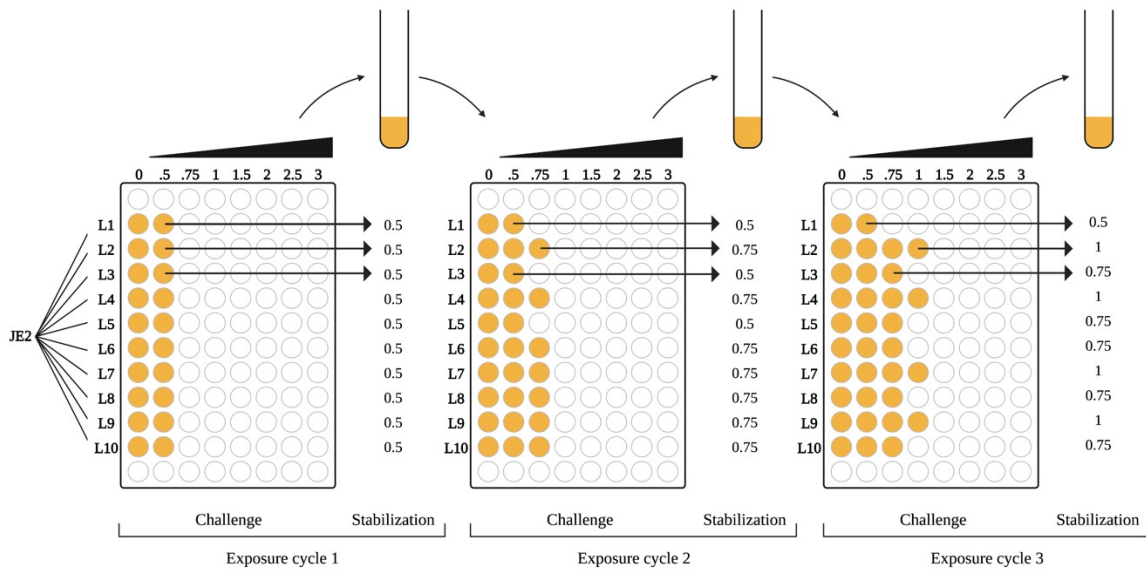 0 .5 .75 1 1.5 2 2.5 3
0 .5 .75 1 1.5 2 2.5 3
0 .5 .75 1 1.5 2 2.5 3
JE2
L1 0.5
L2 0.5
L3 0.5
L4 0.5
L5 0.5
L6 0.5
L7 0.5
L8 0.5
L9 0.5
L10 0.5
L1 0.5
L2 0.75
L3 0.5
L4 0.75
L5 0.5
L6 0.75
L7 0.75
L8 0.75
L9 0.75
L10 0.75
L1 0.5
L2 1
L3 0.75
L4 1
L5 0.75
L6 0.75
L7 1
L8 0.75
L9 1
L10 0.75
Challenge Stabilization
Exposure cycle 1
Challenge Stabilization
Exposure cycle 2
Challenge Stabilization
Exposure cycle 3